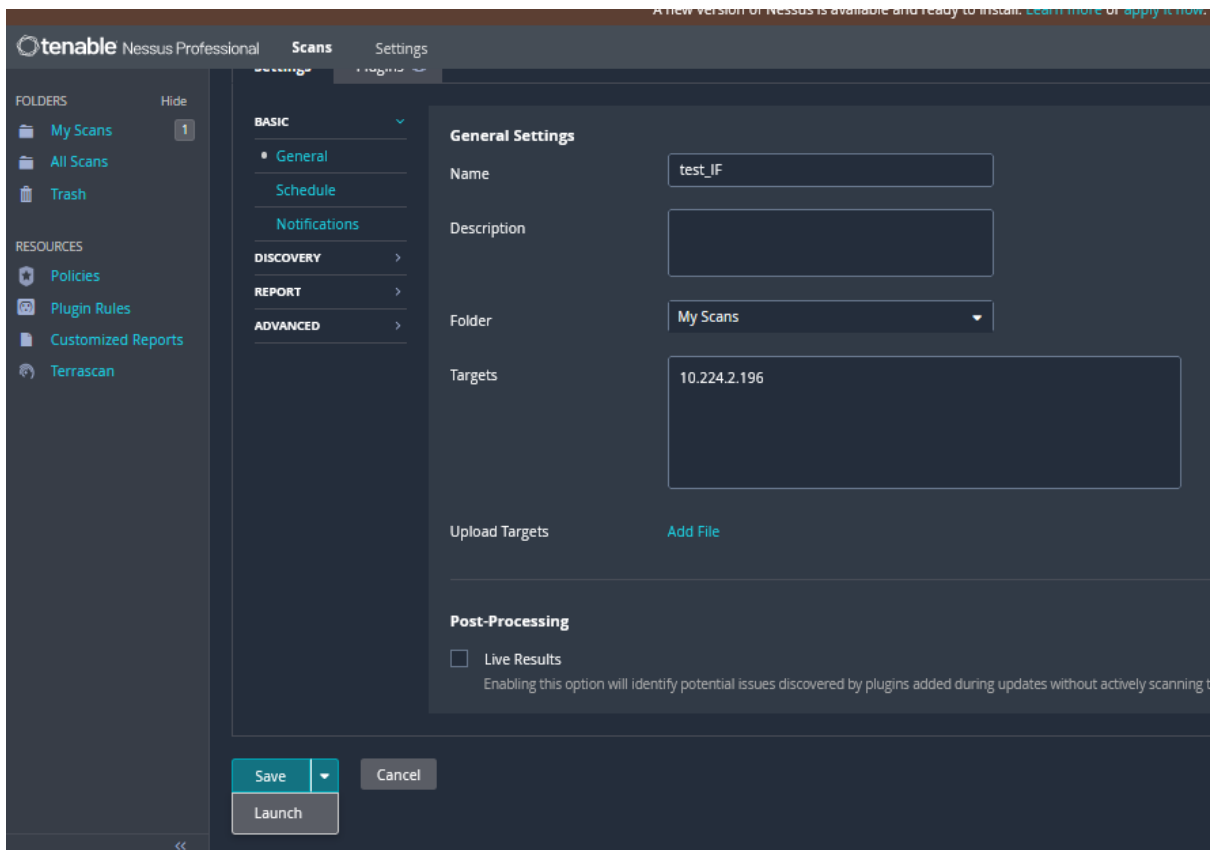 A new version of Nessus is available and ready to install. Learn more or apply it now.
tenable Nessus Professional Scans Settings
Settings Plugins
FOLDERS Hide
My Scans 1
All Scans
Trash
RESOURCES
Policies
Plugin Rules
Customized Reports
Terrascan
BASIC
General
Schedule
Notifications
DISCOVERY
REPORT
ADVANCED
General Settings
Name test_IF
Description
Folder My Scans
Targets 10.224.2.196
Upload Targets Add File
Post-Processing
Live Results
Enabling this option will identify potential issues discovered by plugins added during updates without actively scanning t
Save Cancel
Launch